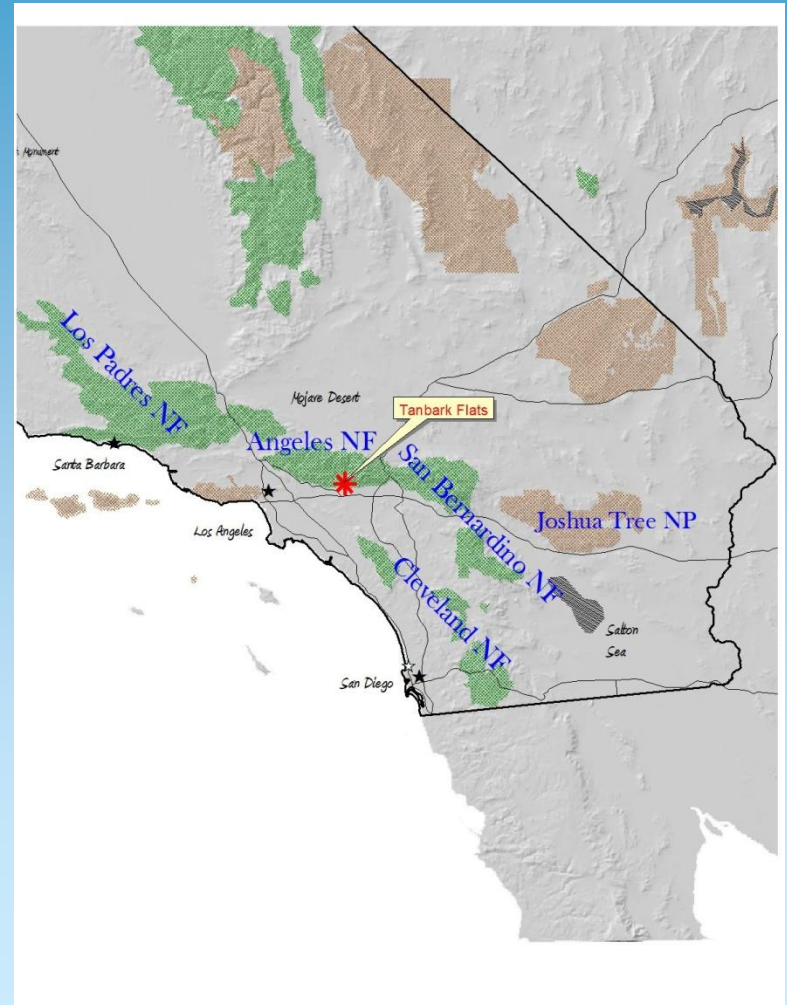 Monument
Los Padres NF
Mojave Desert
Tanbark Flats
Angeles NF
Santa Barbara
San Bernardino NF
Joshua Tree NP
Los Angeles
Cleveland NF
Salton
Sea
San Diego